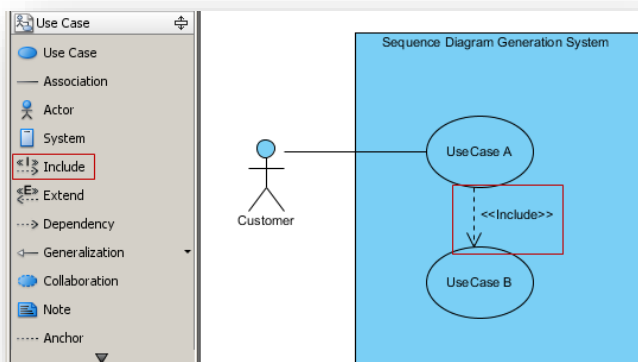 Use Case
Use Case
Association
Actor
System
<<I>> Include
<<E>> Extend
Dependency
Generalization
Collaboration
Note
Anchor
Sequence Diagram Generation System
UseCase A
Customer
<<Include>>
UseCase B